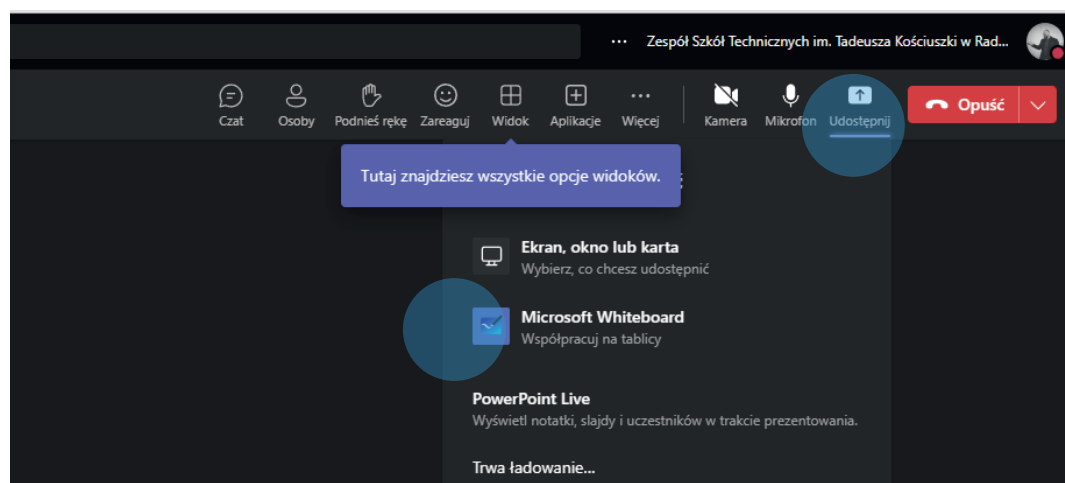 ··· Zespół Szkół Technicznych im. Tadeusza Kościuszki w Rad...
Czat Osoby Podnieś rękę Zareaguj Widok Aplikacje Więcej Kamera Mikrofon Udostępnij Opuść
Tutaj znajdziesz wszystkie opcje widoków.
Ekran, okno lub karta
Wybierz, co chcesz udostępnić
Microsoft Whiteboard
Współpracuj na tablicy
PowerPoint Live
Wyświetl notatki, slajdy i uczestników w trakcie prezentowania.
Trwa ładowanie...